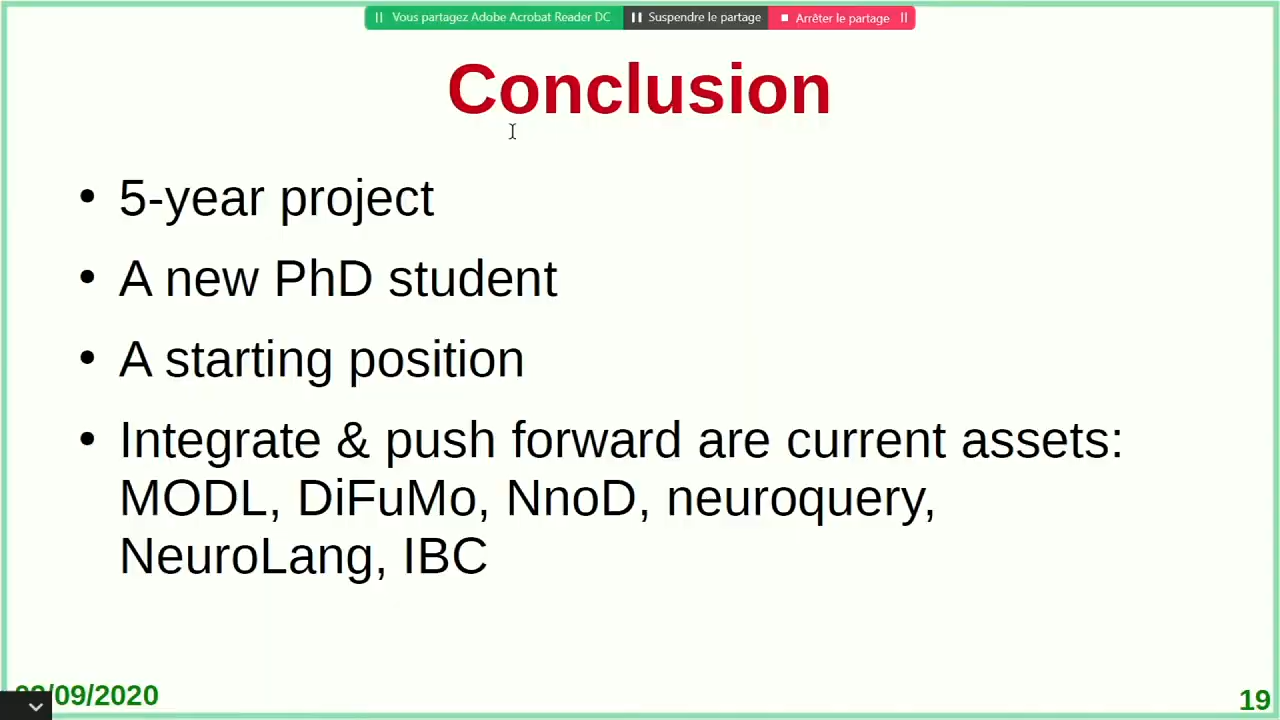 Vous partagez Adobe Acrobat Reader DC Suspendre le partage Arrêter le partage
Conclusion
• 5-year project
• A new PhD student
• A starting position
• Integrate & push forward are current assets:
MODL, DiFuMo, NnoD, neuroquery,
NeuroLang, IBC
/09/2020
19